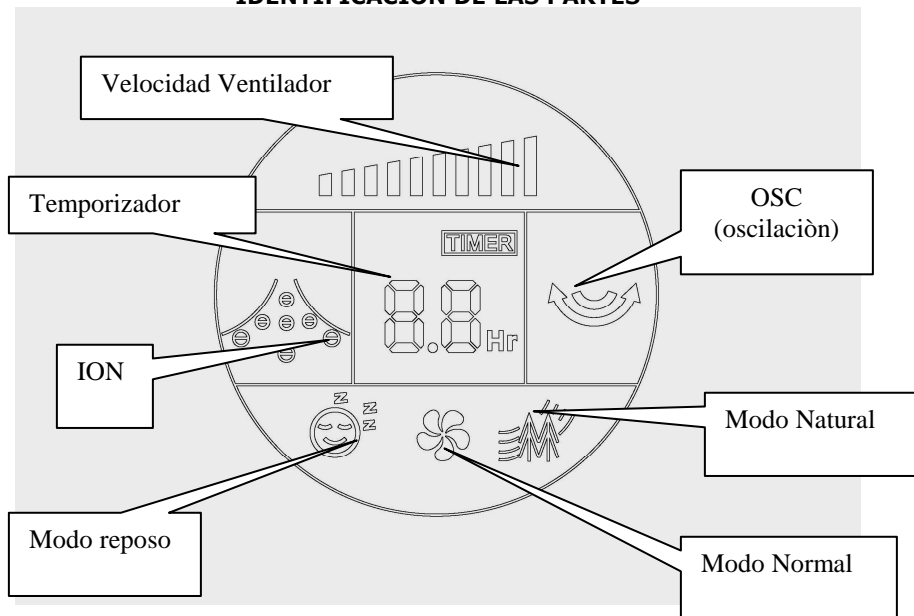 IDENTIFICACION DE LAS PARTES
Velocidad Ventilador
Temporizador
TIMER
OSC
(oscilaciòn)
8.8 Hr
ION
z
z
z
Modo Natural
Modo reposo
Modo Normal